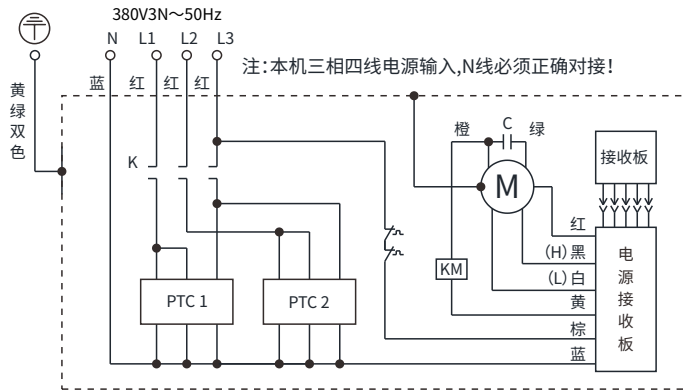 380V3N～50Hz
N L1 L2 L3
注：本机三相四线电源输入,N线必须正确对接！
蓝 红 红 红
黄绿双色
橙 C 绿
接收板
K
M
红
(H)黑
KM
(L)白
电源接收板
PTC 1 PTC 2
黄
棕
蓝